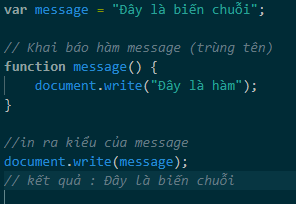 var message = "Đây là biến chuỗi";
// Khai báo hàm message (trùng tên)
function message() {
document.write("Đây là hàm");
}
//in ra kiểu của message
document.write(message);
// kết quả : Đây là biến chuỗi